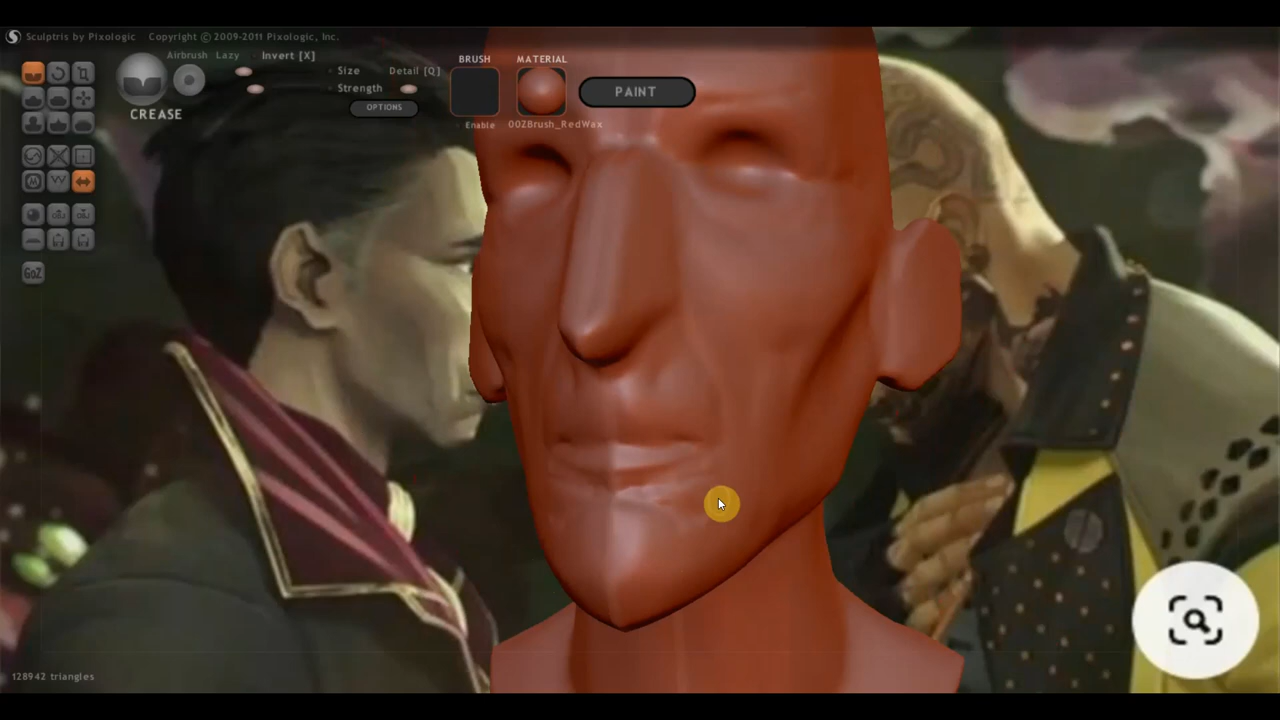 Sculptris by Pixologic Copyright © 2009-2011 Pixologic, Inc.
Airbrush Lazy Invert [X]
Size Detail [Q]
Strength
OPTIONS
CREASE
BRUSH
Enable
MATERIAL
00ZBrush_RedWax
PAINT
GoZ
128942 triangles